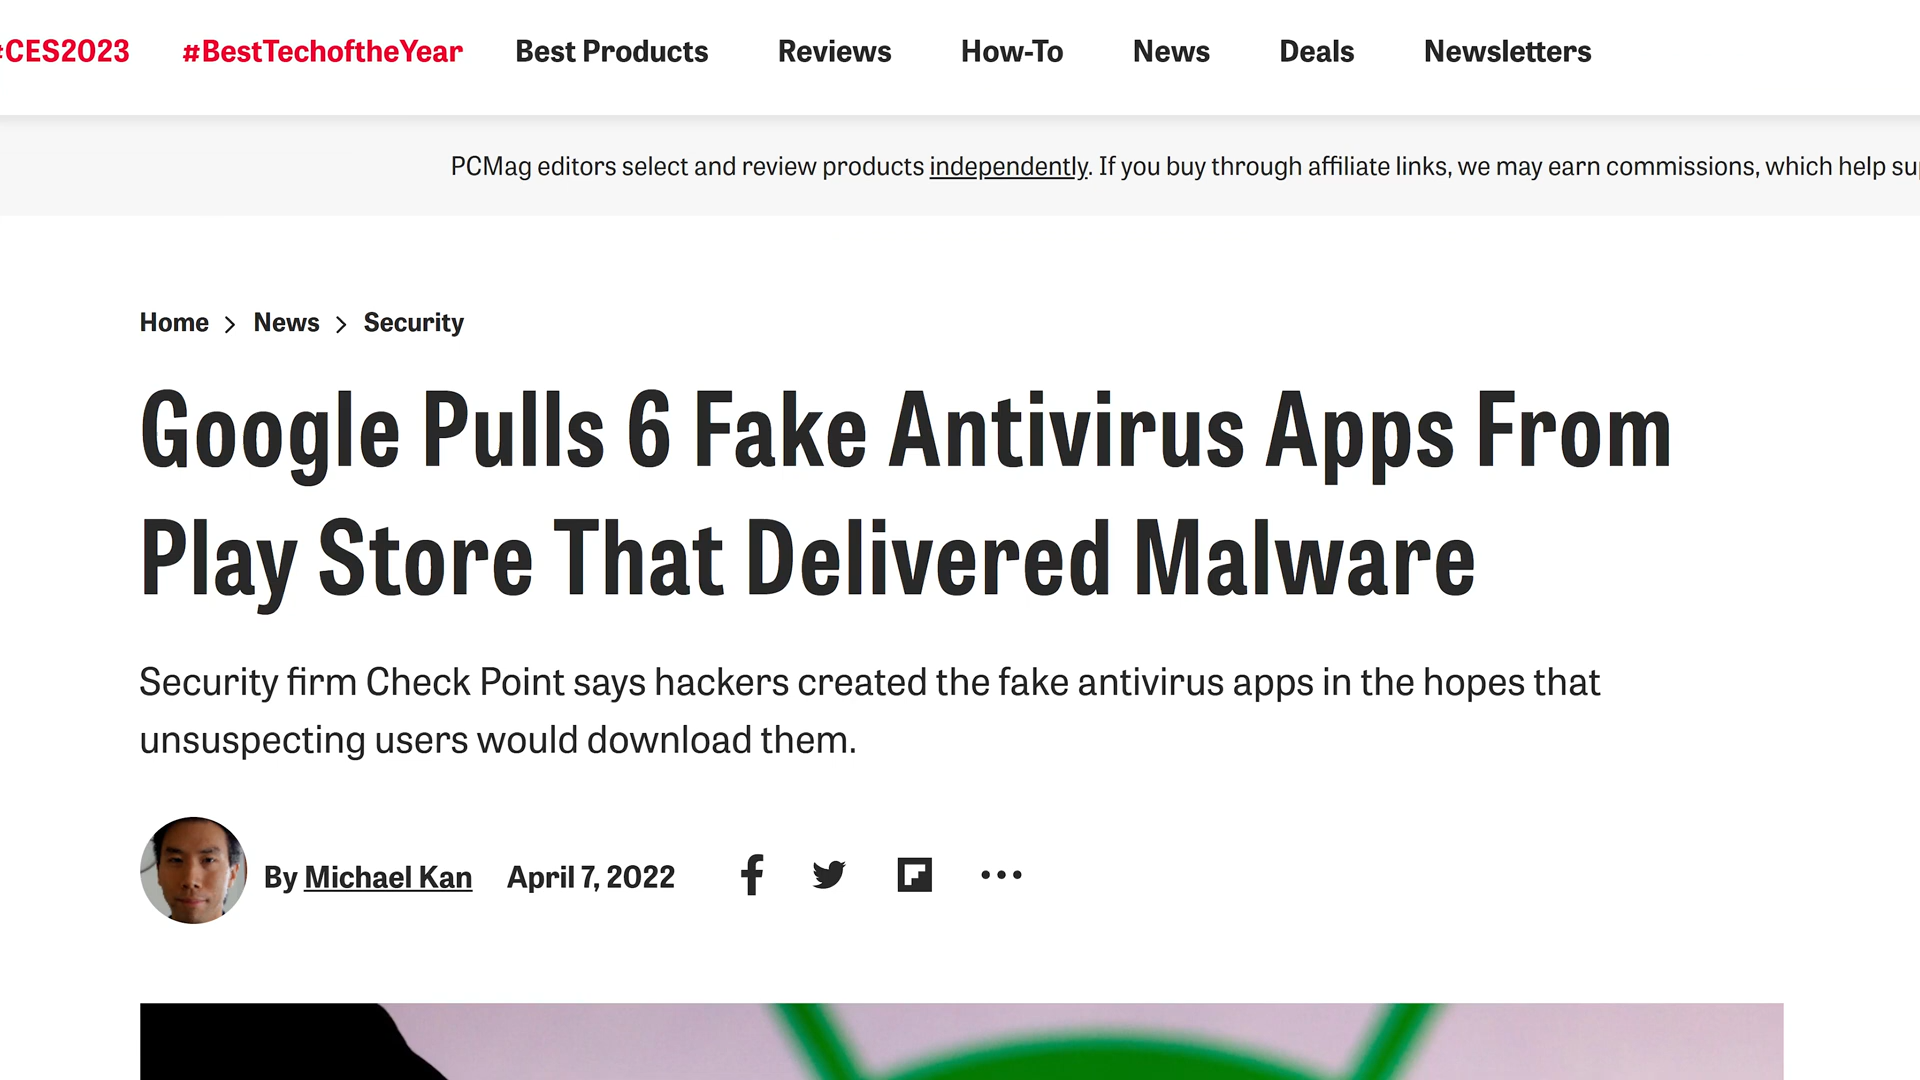 #CES2023 #BestTechoftheYear Best Products Reviews How-To News Deals Newsletters
PCMag editors select and review products independently. If you buy through affiliate links, we may earn commissions, which help
Home > News > Security
Google Pulls 6 Fake Antivirus Apps From
Play Store That Delivered Malware
Security firm Check Point says hackers created the fake antivirus apps in the hopes that
unsuspecting users would download them.
By Michael Kan April 7, 2022